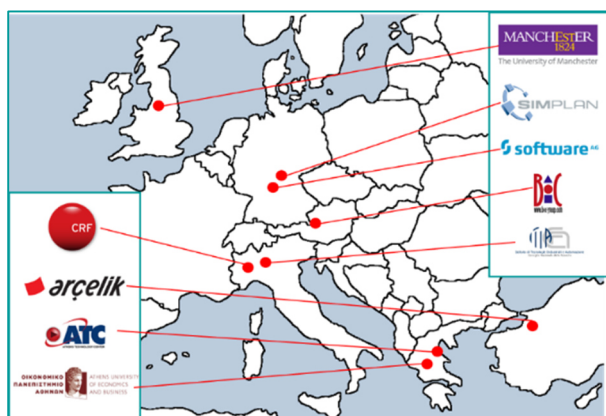 MANCHESTER
1824
The University of Manchester
SIMPLAN
software AG
BOC
CRF
arçelik
ATC
ΟΙΚΟΝΟΜΙΚΟ
ΠΑΝΕΠΙΣΤΗΜΙΟ
ΑΘΗΝΩΝ
ATHENS UNIVERSITY
OF ECONOMICS
AND BUSINESS